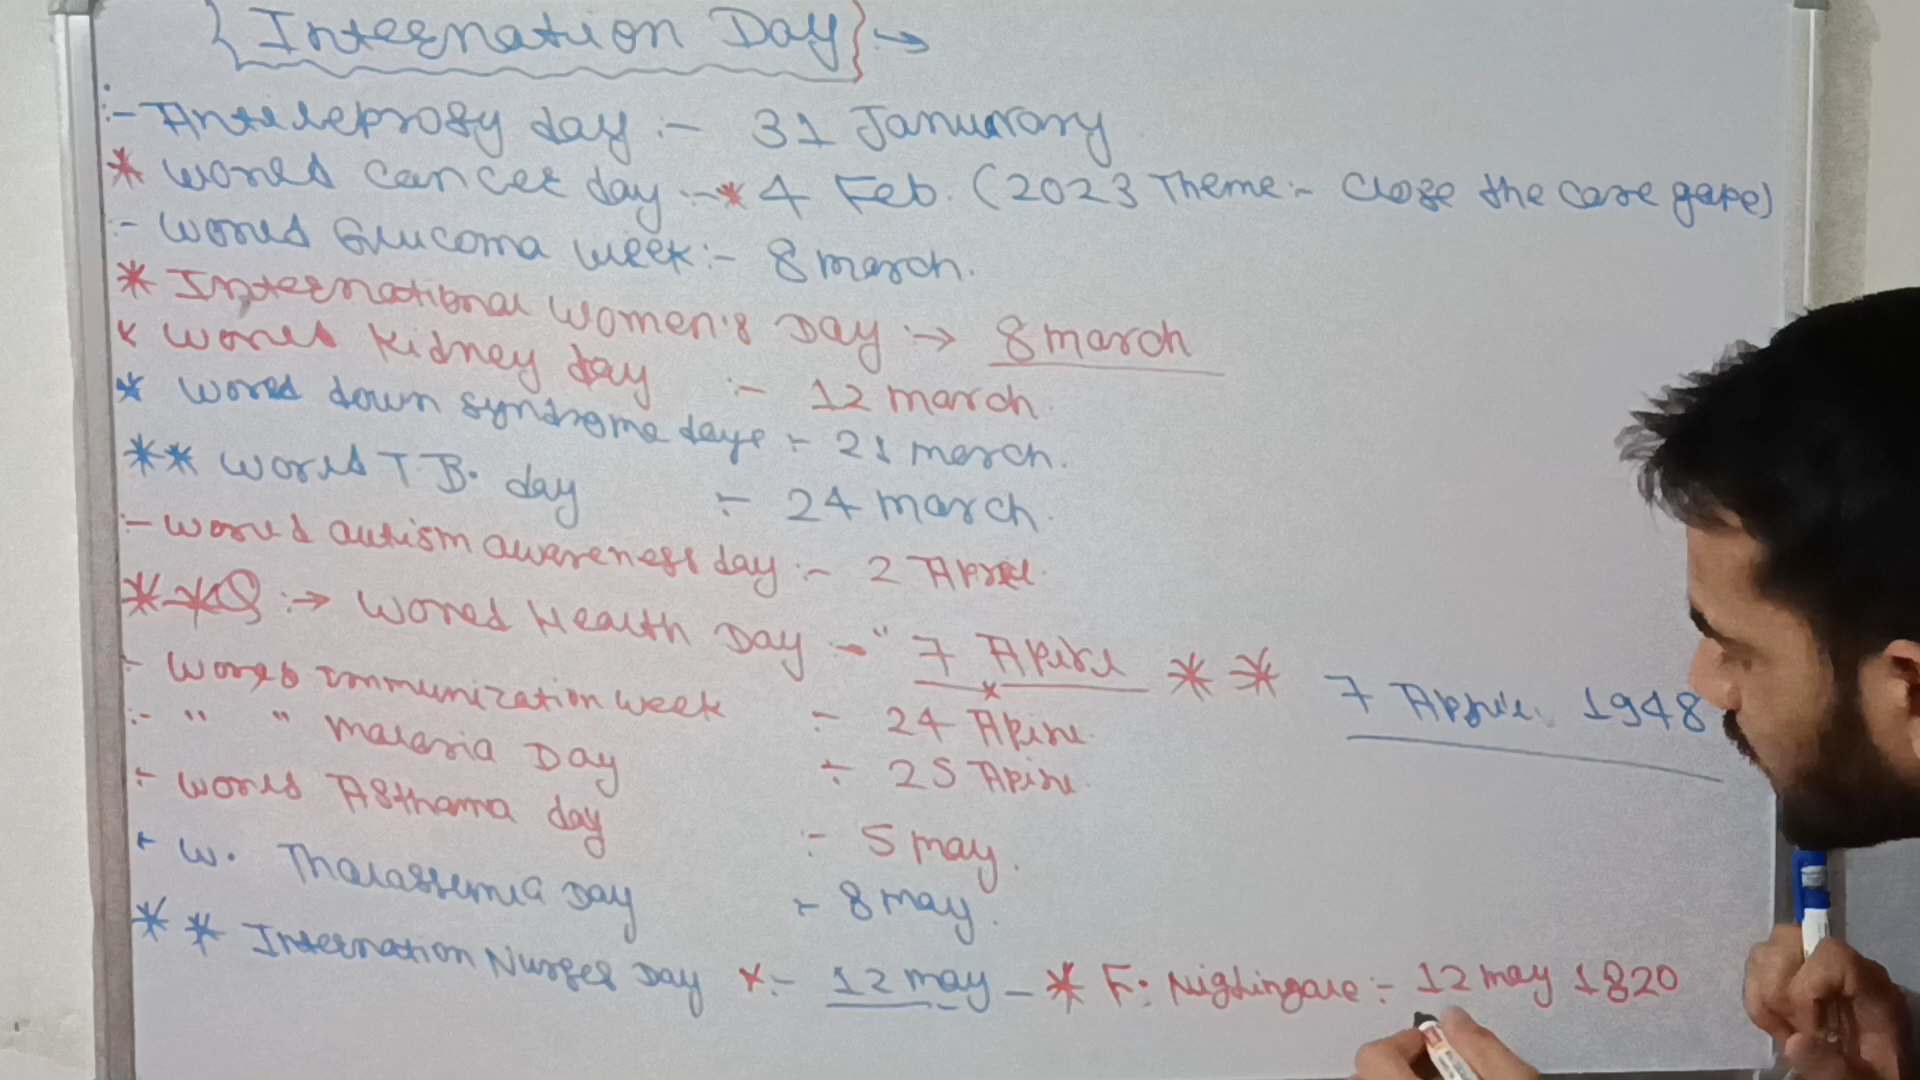 {Internation Day} →
:- Antileprosy day :- 31 Janurary
* World cancer day :-* 4 Feb. (2023 Theme:- Close the care gape)
:- World Glucoma week:- 8 march.
* International Women's Day :→ 8 march
* World Kidney day :- 12 march.
* World down syndrome daye :- 21 march.
** World T.B. day :- 24 march.
:- World autism awareness day :- 2 April.
**Q :→ World Health Day -" 7 April ** 7 April. 1948
- World Immunization week - 24 April.
:- " " Malaria Day :- 25 April.
:- World Asthama day :- 5 may.
- W. Thalassemia Day - 8 may.
** Internation Nurses Day *:- 12 may - * F. Nightingale :- 12 may 1820